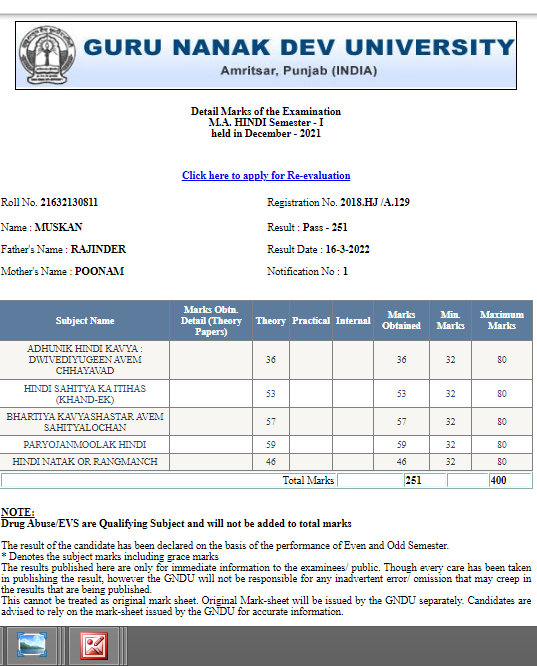 GURU NANAK DEV UNIVERSITY
Amritsar, Punjab (INDIA)
Detail Marks of the Examination
M.A. HINDI Semester - I
held in December - 2021
Click here to apply for Re-evaluation
Roll No. 21632130811 Registration No. 2018.HJ /A.129
Name : MUSKAN Result : Pass - 251
Father's Name : RAJINDER Result Date : 16-3-2022
Mother's Name : POONAM Notification No : 1
Subject Name Marks Obtn. Detail (Theory Papers) Theory Practical Internal Marks Obtained Min. Marks Maximum Marks
ADHUNIK HINDI KAVYA :
DWIVEDIYUGEEN AVEM
CHHAYAVAD 36 36 32 80
HINDI SAHITYA KA ITIHAS
(KHAND-EK) 53 53 32 80
BHARTIYA KAVYASHASTAR AVEM
SAHITYALOCHAN 57 57 32 80
PARYOJANMOOLAK HINDI 59 59 32 80
HINDI NATAK OR RANGMANCH 46 46 32 80
Total Marks 251 400
NOTE:
Drug Abuse/EVS are Qualifying Subject and will not be added to total marks
The result of the candidate has been declared on the basis of the performance of Even and Odd Semester.
* Denotes the subject marks including grace marks
The results published here are only for immediate information to the examinees/ public. Though every care has been taken
in publishing the result, however the GNDU will not be responsible for any inadvertent error/ omission that may creep in
the results that are being published.
This cannot be treated as original mark sheet. Original Mark-sheet will be issued by the GNDU separately. Candidates are
advised to rely on the mark-sheet issued by the GNDU for accurate information.